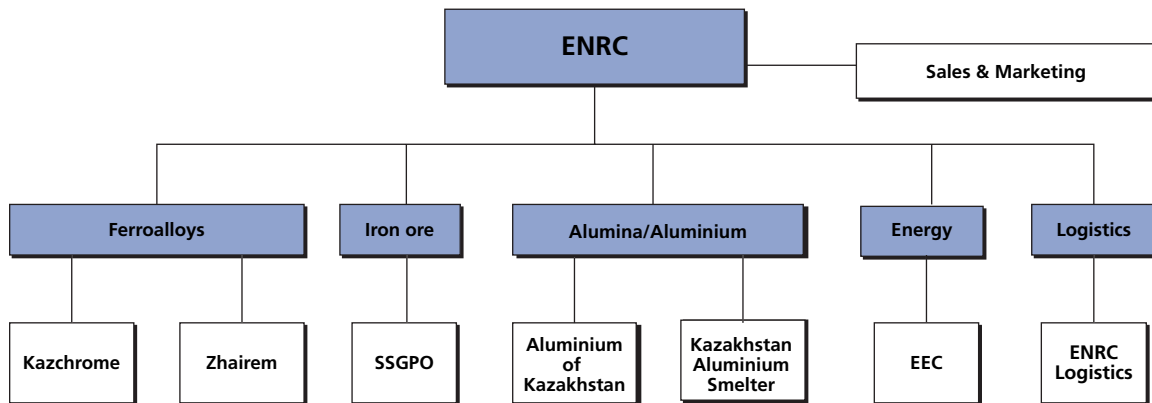 ENRC
Sales & Marketing
Ferroalloys
Iron ore
Alumina/Aluminium
Energy
Logistics
Kazchrome
Zhairem
SSGPO
Aluminium
of
Kazakhstan
Kazakhstan
Aluminium
Smelter
EEC
ENRC
Logistics